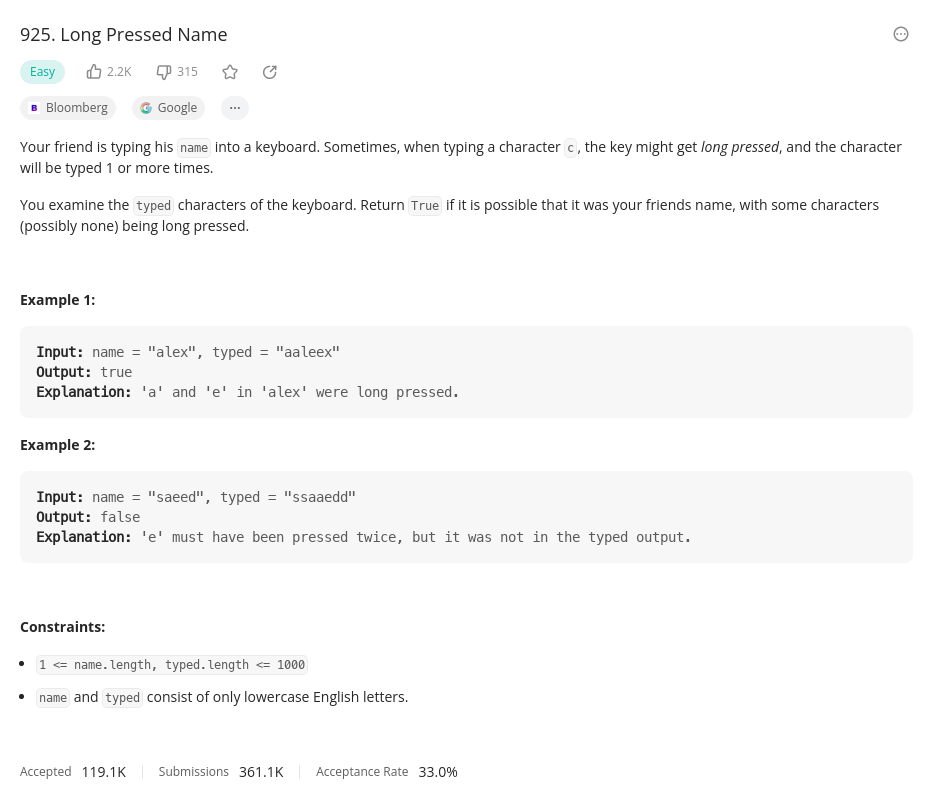 925. Long Pressed Name
Easy 2.2K 315
B Bloomberg Google ...
Your friend is typing his name into a keyboard. Sometimes, when typing a character c, the key might get long pressed, and the character
will be typed 1 or more times.
You examine the typed characters of the keyboard. Return True if it is possible that it was your friends name, with some characters
(possibly none) being long pressed.
Example 1:
Input: name = "alex", typed = "aaleex"
Output: true
Explanation: 'a' and 'e' in 'alex' were long pressed.
Example 2:
Input: name = "saeed", typed = "ssaaedd"
Output: false
Explanation: 'e' must have been pressed twice, but it was not in the typed output.
Constraints:
• 1 <= name.length, typed.length <= 1000
• name and typed consist of only lowercase English letters.
Accepted 119.1K Submissions 361.1K Acceptance Rate 33.0%